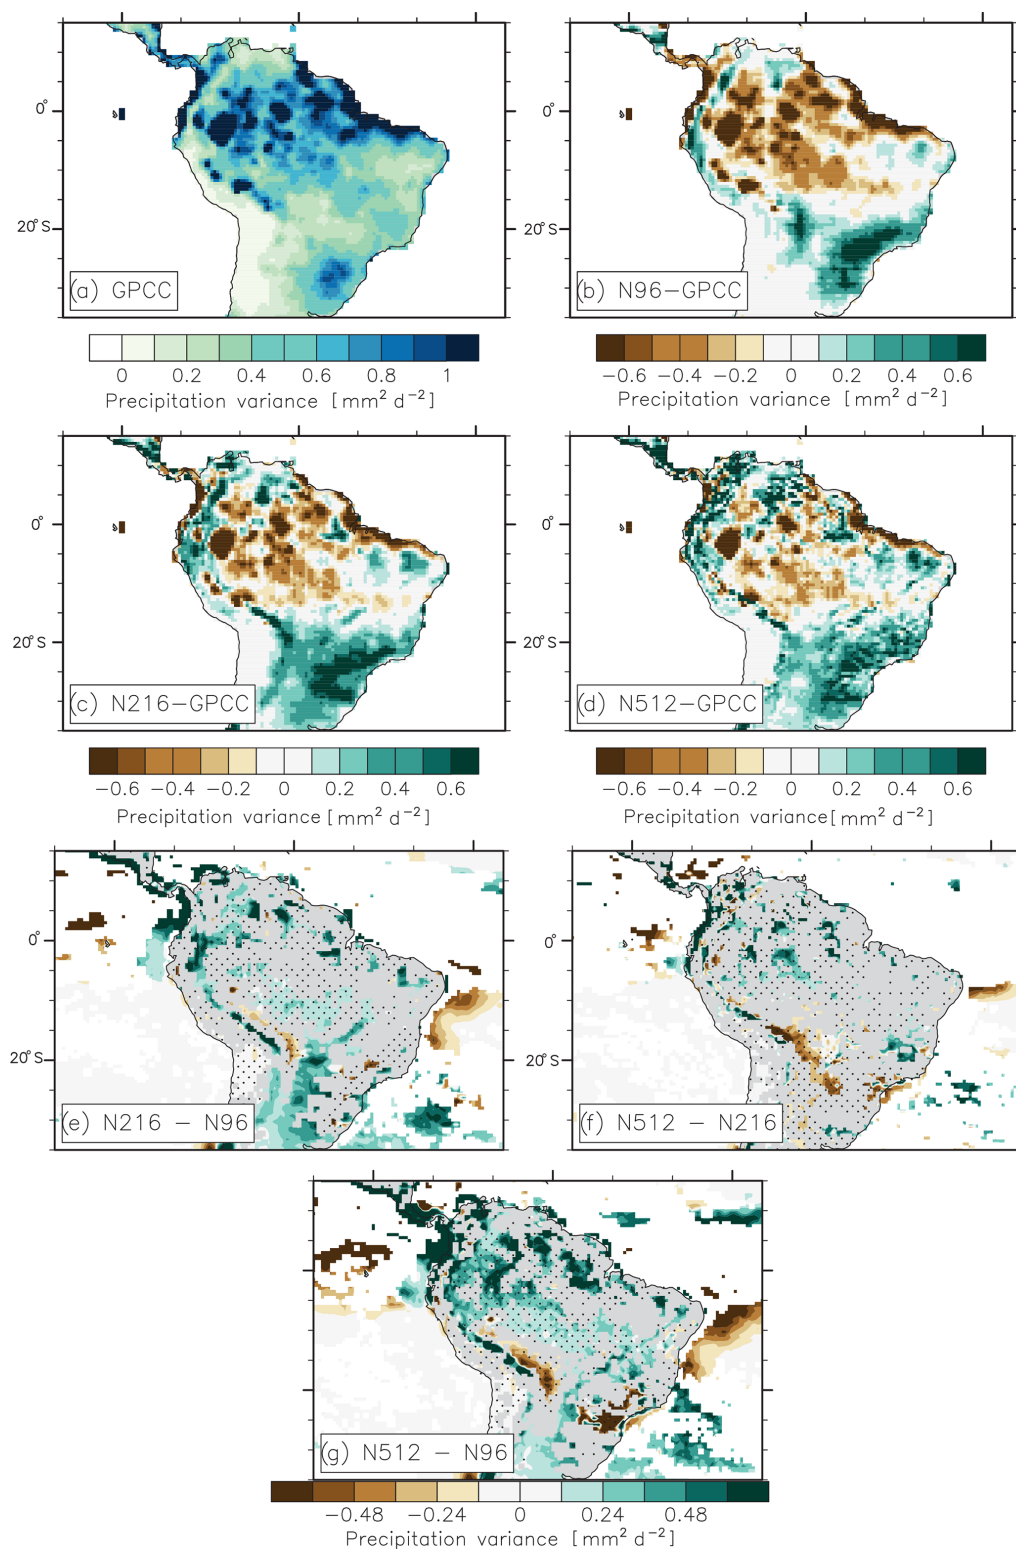 0°
20°S
(a) GPCC
(b) N96−GPCC
0°
20°S
0 0.2 0.4 0.6 0.8 1
Precipitation variance [mm² d⁻²]
−0.6 −0.4 −0.2 0 0.2 0.4 0.6
Precipitation variance [mm² d⁻²]
0°
20°S
(c) N216−GPCC
0°
20°S
(d) N512−GPCC
−0.6 −0.4 −0.2 0 0.2 0.4 0.6
Precipitation variance[mm² d⁻²]
−0.6 −0.4 −0.2 0 0.2 0.4 0.6
Precipitation variance[mm² d⁻²]
0°
20°S
(e) N216 − N96
0°
20°S
(f) N512 − N216
(g) N512 − N96
−0.48 −0.24 0 0.24 0.48
Precipitation variance [mm² d⁻²]